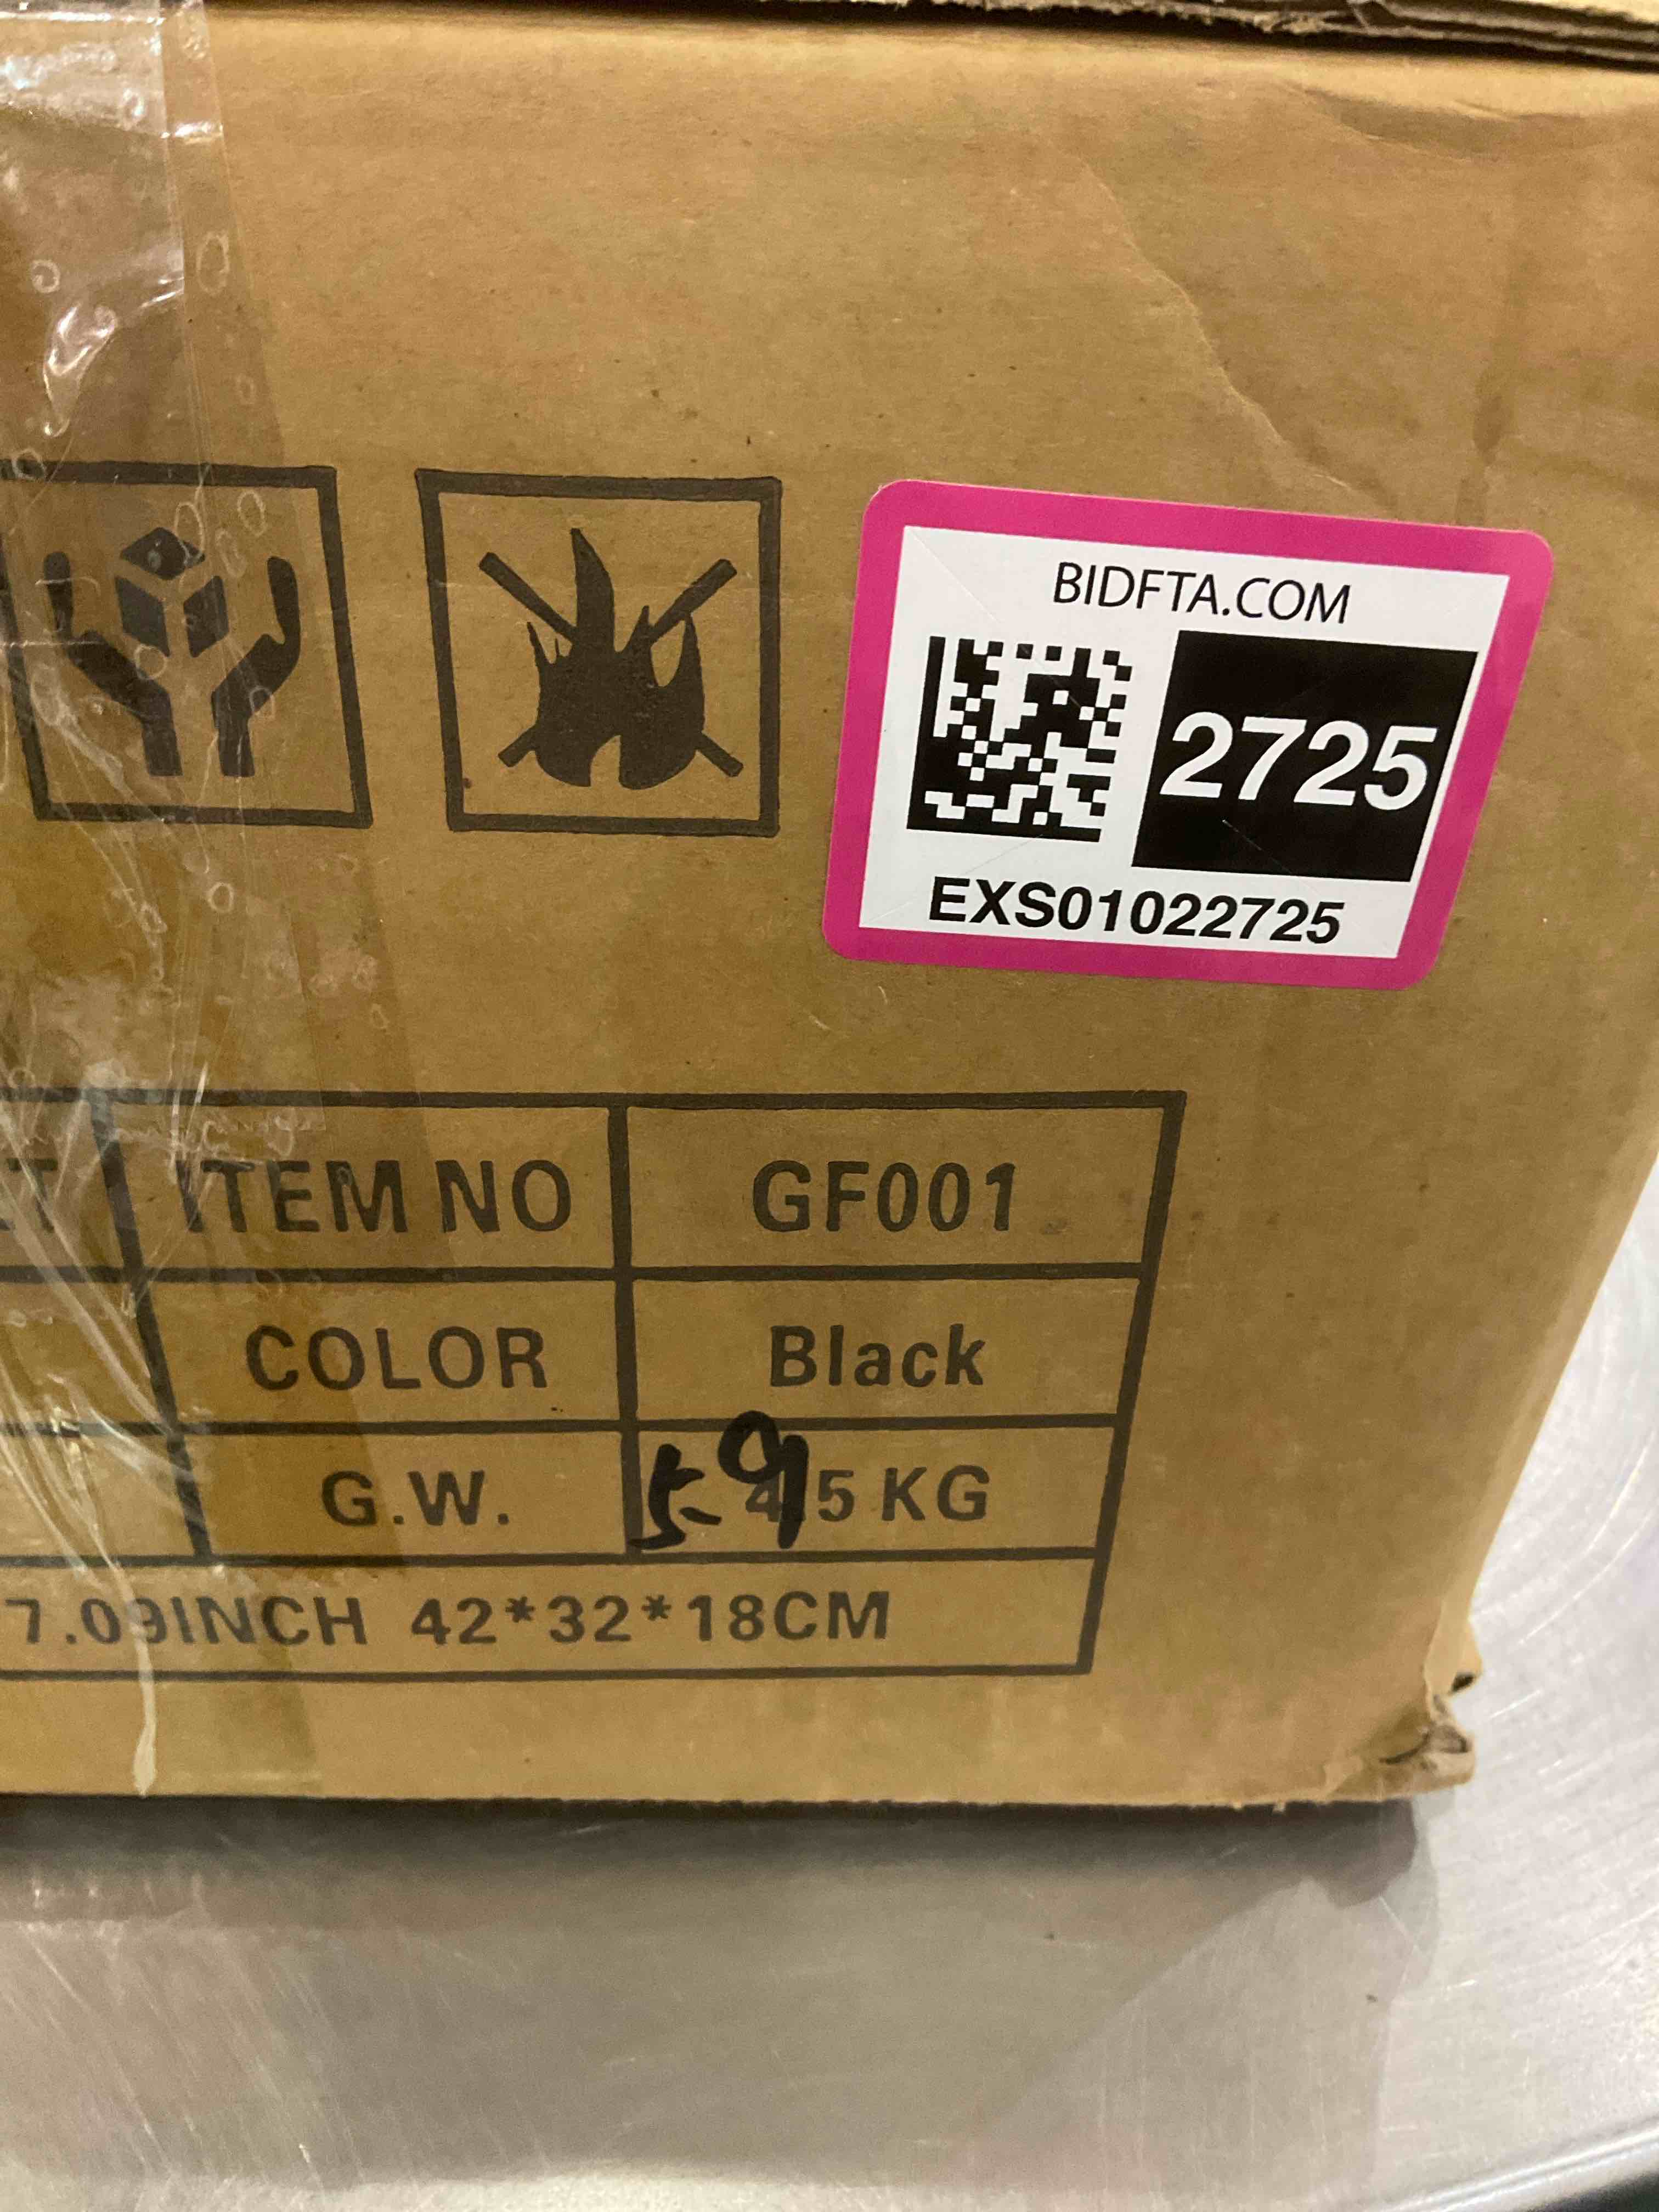 BIDFTA.COM
2725
EXS01022725
ITEM NO GF001
COLOR Black
G.W. 5.9 4.5 KG
7.09INCH 42*32*18CM